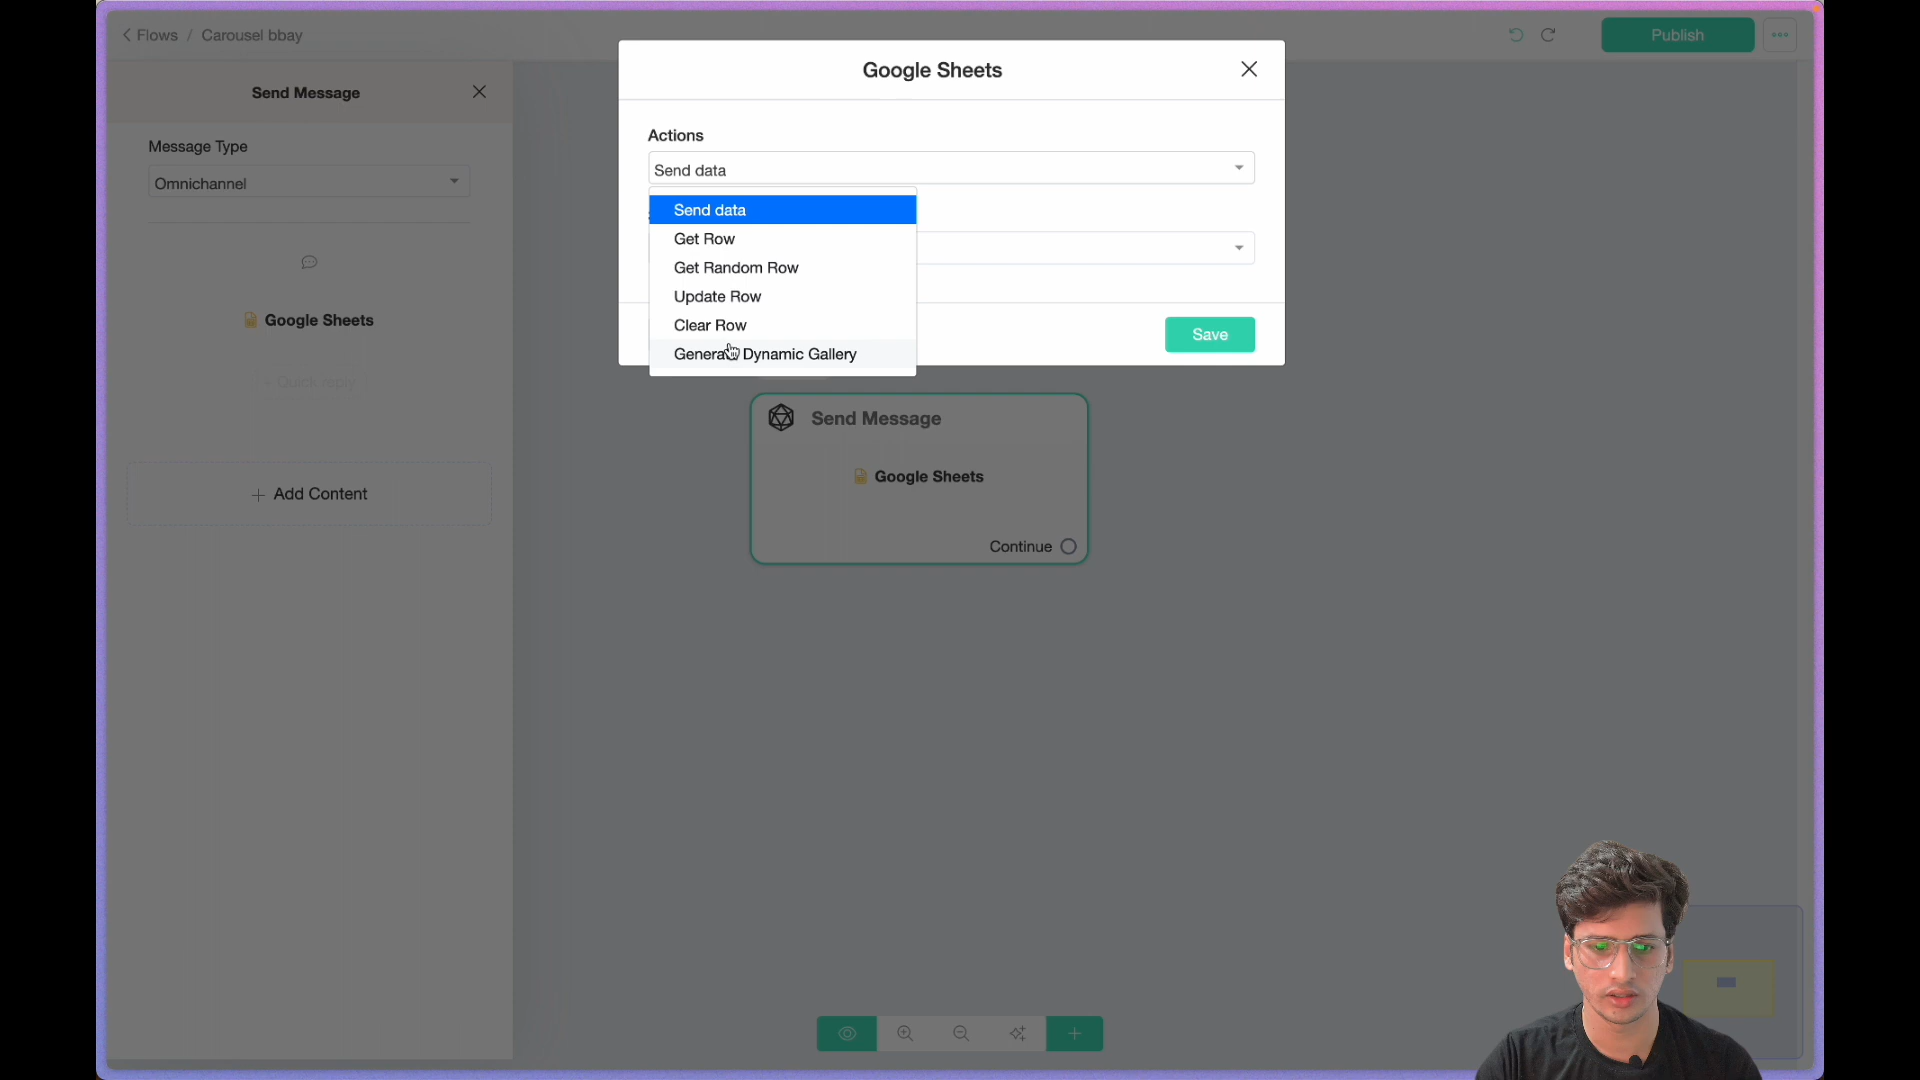 Flows / Carousel bbay
Publish
Send Message
Message Type
Omnichannel
Google Sheets
+ Quick reply
+ Add Content
Google Sheets
Actions
Send data
Send data
Get Row
Get Random Row
Update Row
Clear Row
Generate Dynamic Gallery
Save
Send Message
Google Sheets
Continue